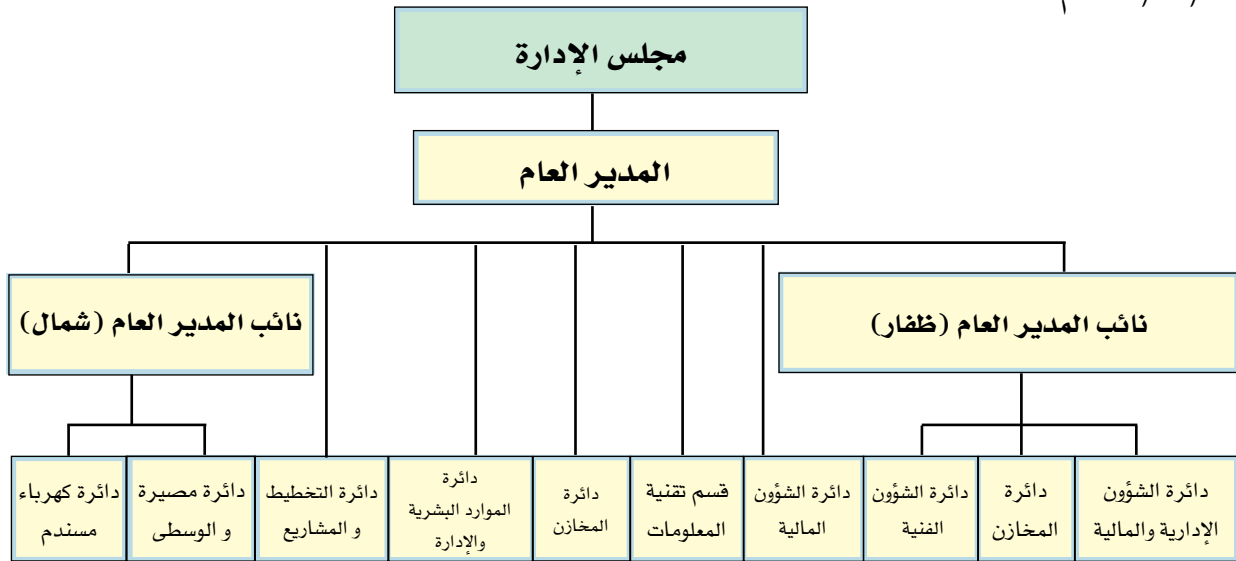 مجلس الإدارة
المدير العام
نائب المدير العام (ظفار)
نائب المدير العام (شمال)
دائرة الشؤون
الإدارية والمالية
دائرة
المخازن
دائرة الشؤون
الفنية
دائرة الشؤون
المالية
قسم تقنية
المعلومات
دائرة
المخازن
دائرة
الموارد البشرية
والإدارة
دائرة التخطيط
و المشاريع
دائرة مصيرة
و الوسطى
دائرة كهرباء
مسندم